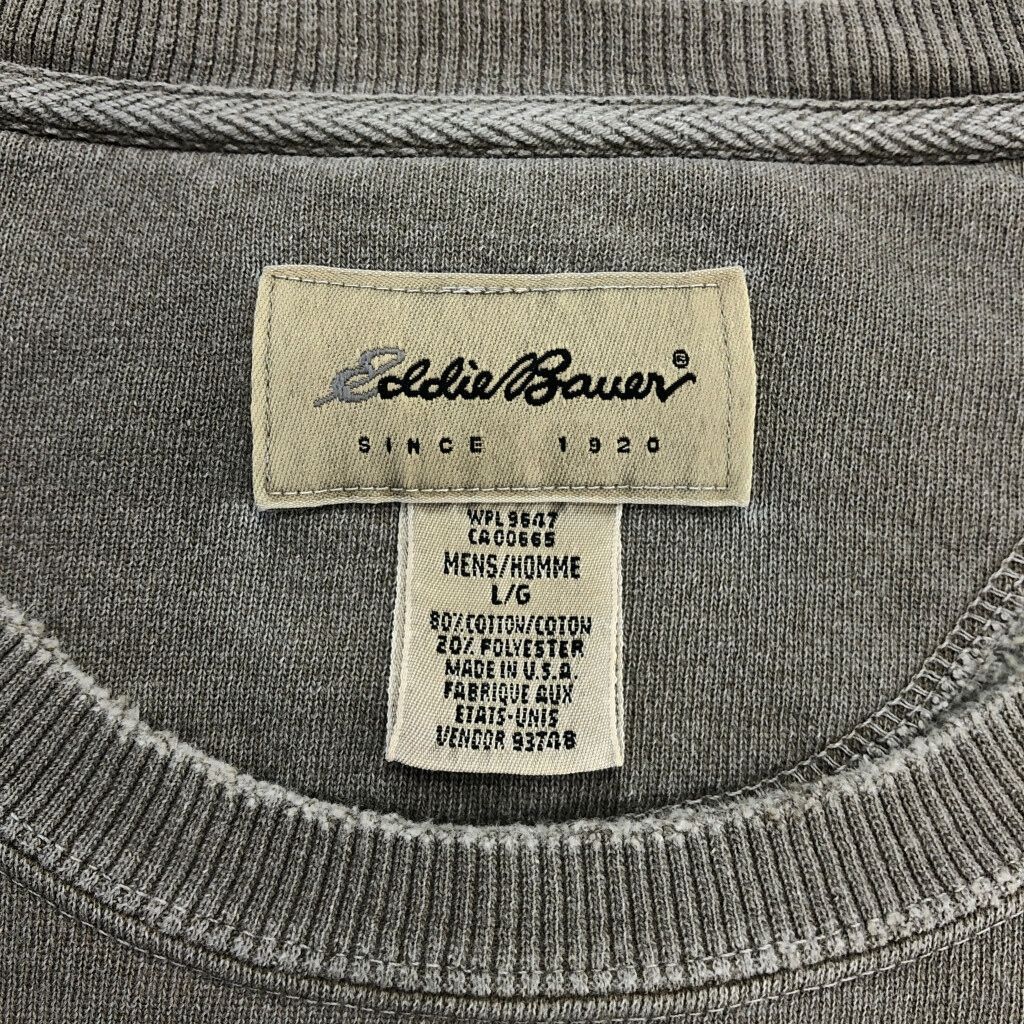 Eddie Bauer®
SINCE 1920
WPL 9647
CA00665
MENS/HOMME
L/G
80% COTTON/COTON
20% POLYESTER
MADE IN U.S.A.
FABRIQUE AUX
ETATS-UNIS
VENDOR 93748